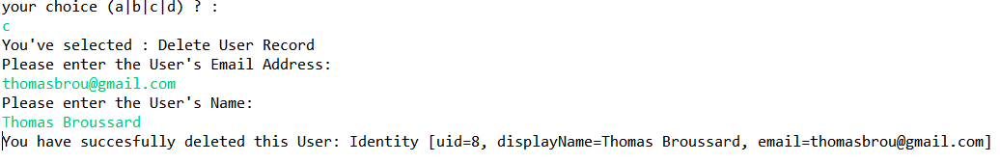 your choice (a|b|c|d) ? :
c
You've selected : Delete User Record
Please enter the User's Email Address:
thomasbrou@gmail.com
Please enter the User's Name:
Thomas Broussard
You have succesfully deleted this User: Identity [uid=8, displayName=Thomas Broussard, email=thomasbrou@gmail.com]